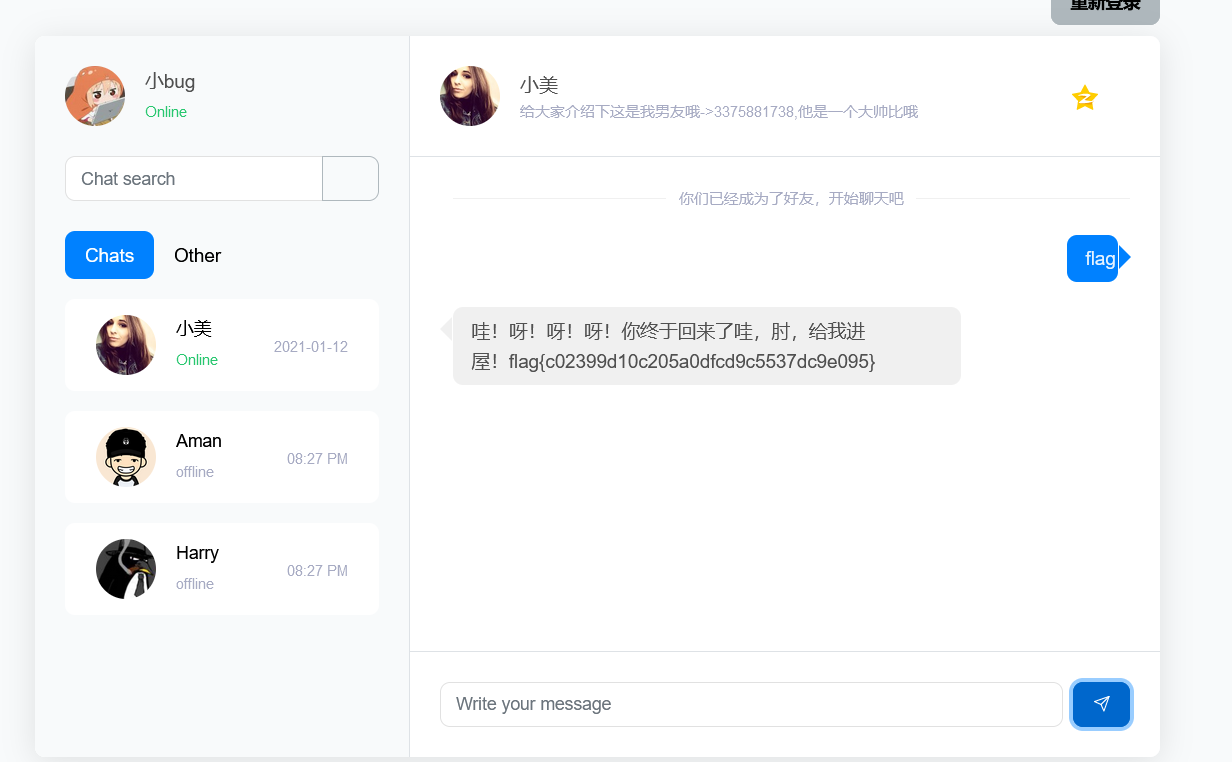 重新登录
小bug
Online
Chat search
Chats
Other
小美
Online
2021-01-12
Aman
offline
08:27 PM
Harry
offline
08:27 PM
小美
给大家介绍下这是我男友哦->3375881738,他是一个大帅比哦
你们已经成为了好友，开始聊天吧
flag
哇！呀！呀！呀！你终于回来了哇，肘，给我进
屋！flag{c02399d10c205a0dfcd9c5537dc9e095}
Write your message